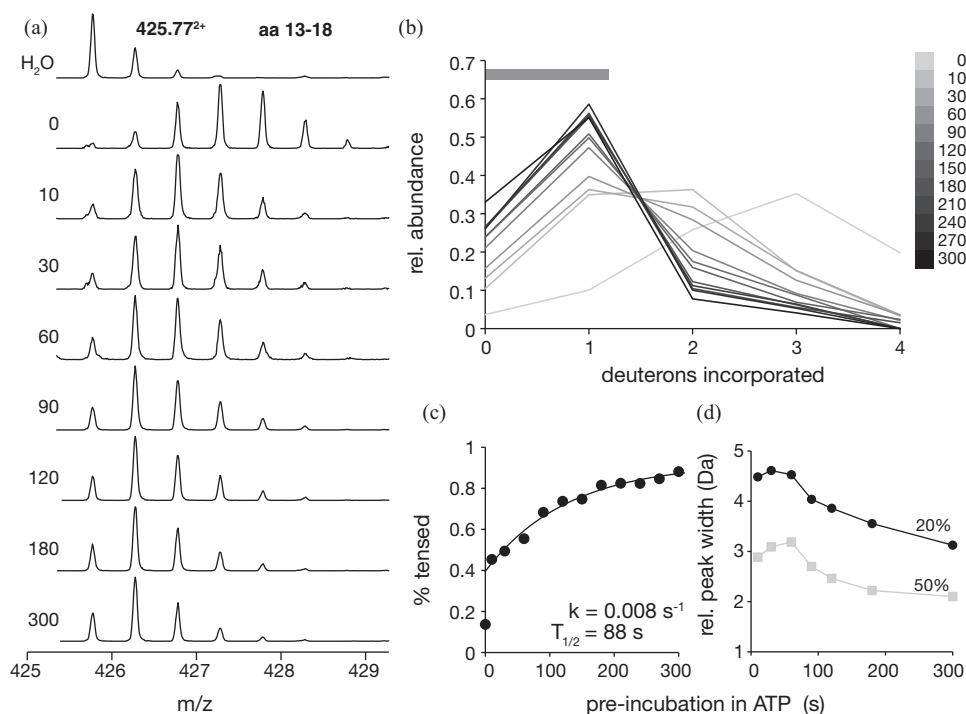 (a)
425.77²⁺ aa 13-18
H₂O
0
10
30
60
90
120
180
300
425 426 427 428 429
m/z
(b)
rel. abundance
0.7
0.6
0.5
0.4
0.3
0.2
0.1
0
0 1 2 3 4
deuterons incorporated
0
10
30
60
90
120
150
180
210
240
270
300
(c)
% tensed
1
0.8
0.6
0.4
0.2
0
k = 0.008 s⁻¹
T₁/₂ = 88 s
0 100 200 300
(d)
rel. peak width (Da)
5
4
3
2
1
20%
50%
0 100 200 300
pre-incubation in ATP (s)